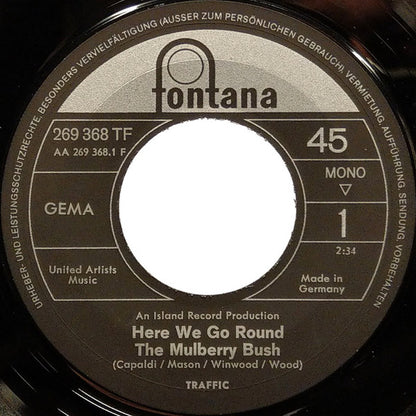 URHEBER- UND LEISTUNGSSCHUTZRECHTE, BESONDERS VERVIELFÄLTIGUNG (AUSSER ZUM PERSÖNLICHEN GEBRAUCH), VERMIETUNG, AUFFÜHRUNG, SENDUNG, VORBEHALTEN
fontana
269 368 TF
AA 269 368.1 F
45
MONO
GEMA
1
2:34
United Artists
Music
Made in
Germany
An Island Record Production
Here We Go Round
The Mulberry Bush
(Capaldi / Mason / Winwood / Wood)
TRAFFIC